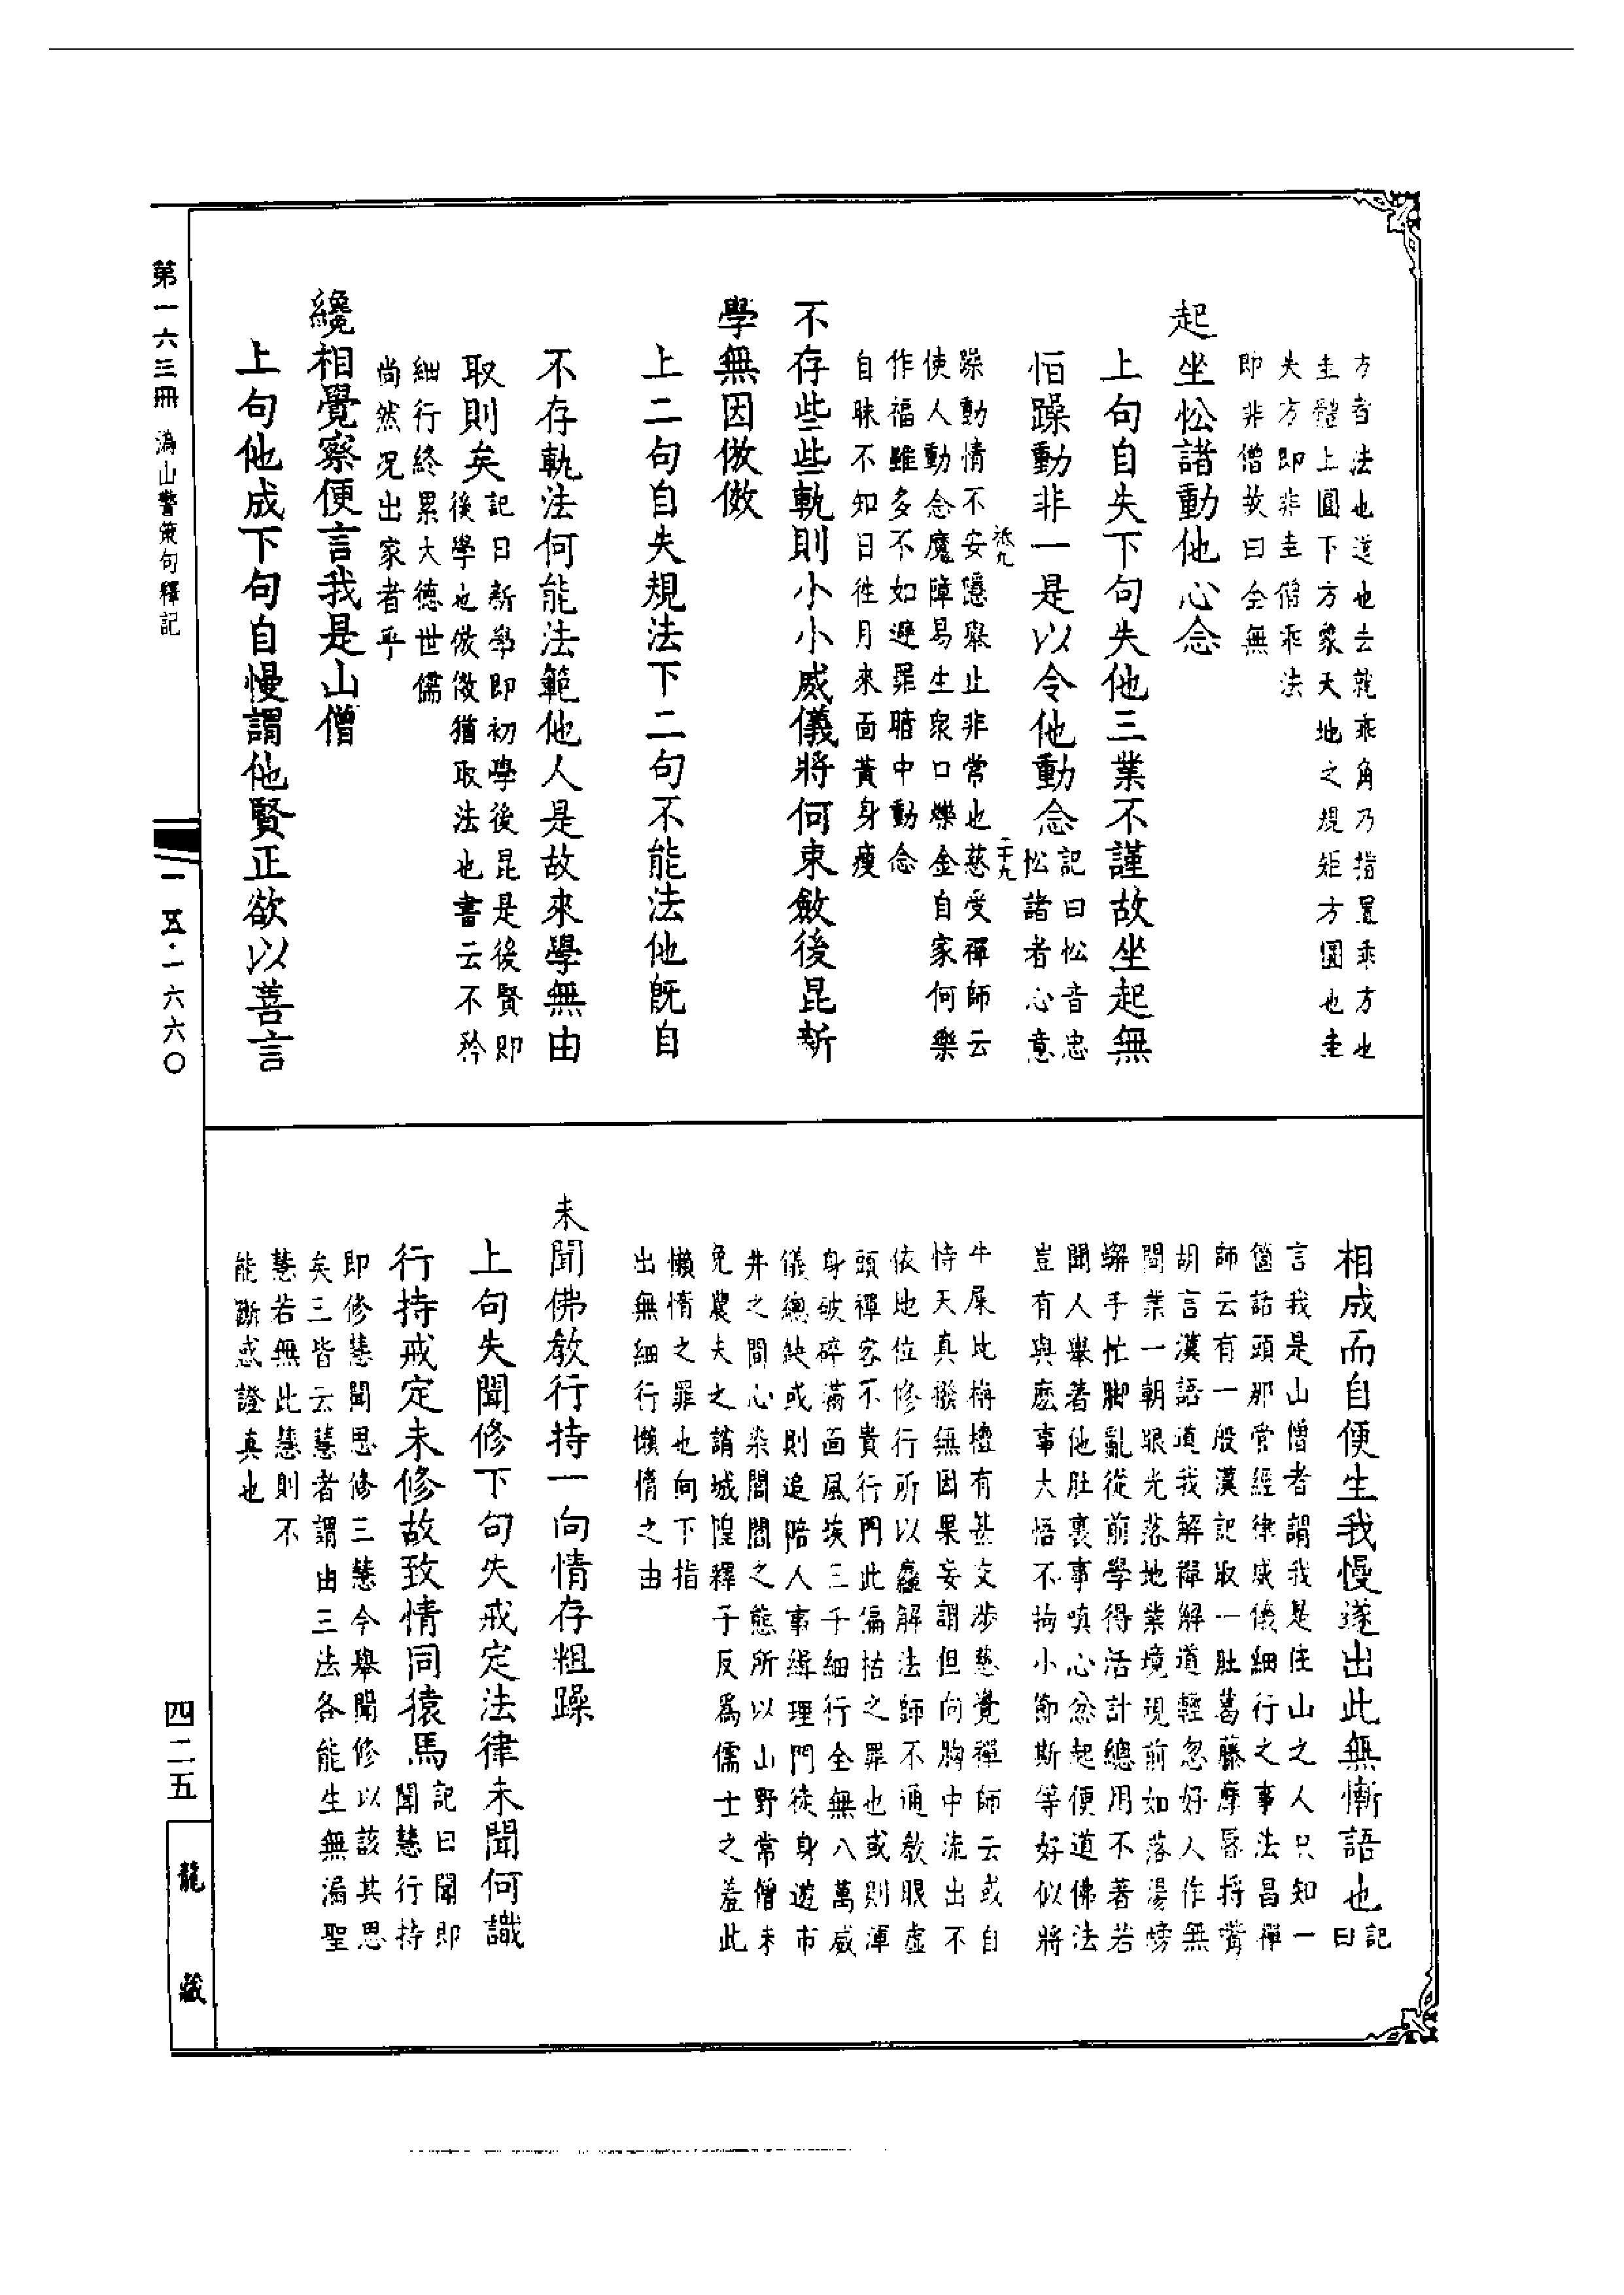 方者法也道也去就乖角乃指置乖方也
圭體上圓下方象天地之規矩方圓也圭
失方即非圭僧乖法
即非僧故曰全無
起坐忪諸動他心念
上句自失下句失他三業不謹故坐起無
恒躁動非一是以令他動念
記曰忪音忠
忪諸者心意
躁動情不安隱舉止非常也慈受禪師云
使人動念魔障易生衆口爍金自家何樂
作福雖多不如避罪暗中動念
自昧不知日往月來面黃身瘦
不存些些軌則小小威儀將何束斂後昆新
學無因倣傚
上二句自失規法下二句不能法他既自
不存軌法何能法範他人是故來學無由
取則矣
記曰新學即初學後昆是後賢即
後學也倣傚猶取法也書云不矜
細行終累大德世儒
尚然况出家者乎
纔相覺察便言我是山僧
上句他成下句自慢謂他賢正欲以善言
第一六三冊 溈山警策句釋記
一五·一六六〇
相成而自便生我慢遂出此無慚語也
記
曰
言我是山僧者謂我是住山之人只知一
箇話頭那管經律威儀細行之事法昌禪
師云有一般漢記取一肚葛藤摩唇捋觜
胡言漢語道我解禪解道輕忽好人作無
間業一朝眼光落地業境現前如落湯螃
蠏手忙脚亂從前學得活計總用不著若
聞人舉著他肚裏事嗔心忿起便道佛法
豈有與麽事大悟不拘小節斯等好似將
牛屎比栴檀有甚交涉慈覺禪師云或自
恃天真撥無因果妄謂但向胸中流出不
依地位修行所以麤解法師不通教眼虛
頭禪客不貴行門此偏枯之罪也或則渾
身破碎滿面風埃三千細行全無八萬威
儀總缺或則追陪人事緝理門徒身遊市
井之間心染閭閻之態所以山野常僧未
免農夫之誚城隍釋子反爲儒士之羞此
懶惰之罪也向下指
出無細行懶惰之由
未聞佛教行持一向情存粗躁
上句失聞修下句失戒定法律未聞何識
行持戒定未修故致情同猿馬
記曰聞即
聞慧行持
即修慧聞思修三慧今舉聞修以該其思
矣三皆云慧者謂由三法各能生無漏聖
慧若無此慧則不
能斷惑證真也
四二五
龍藏